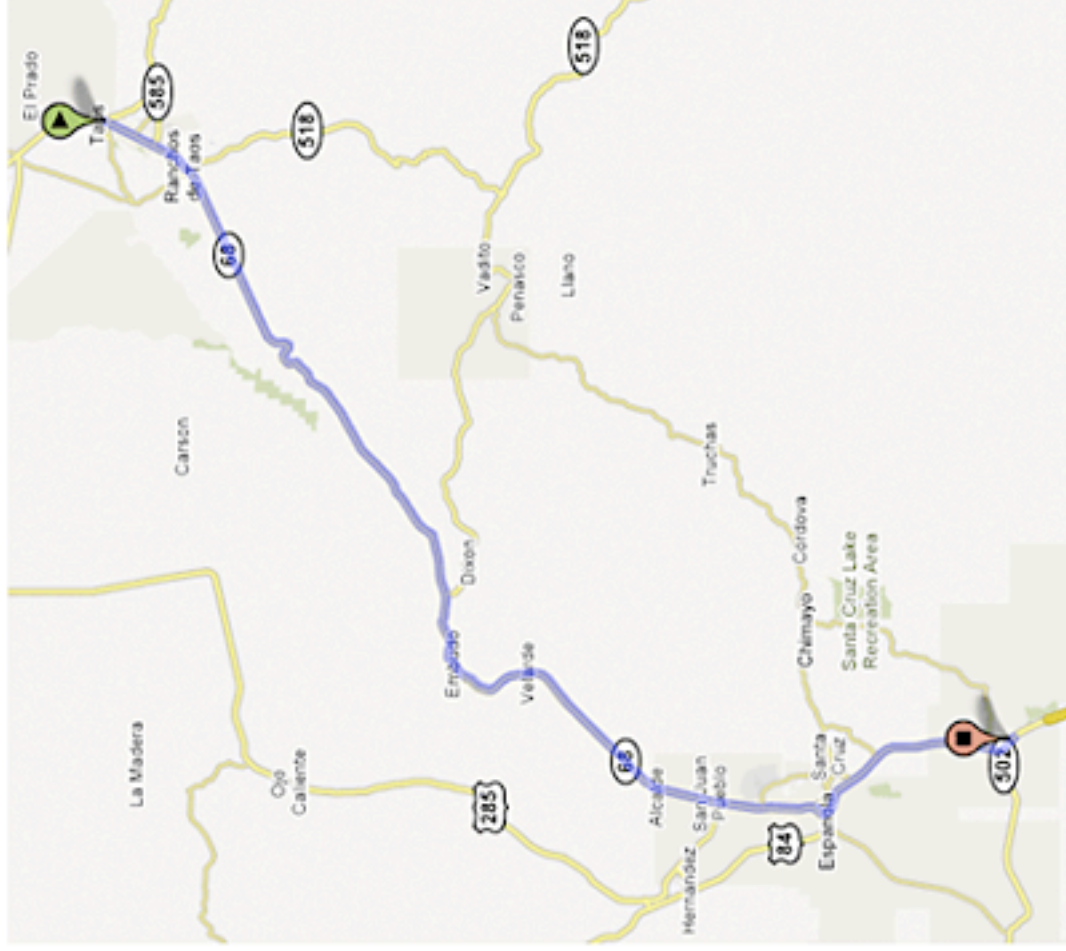 El Prado
Taos
585
Ranchos
de Taos
518
518
68
Vadito
Penasco
Llano
Carson
Truchas
Dixon
Cordova
Embudo
Velarde
Chimayo
Santa Cruz Lake
Recreation Area
La Madera
Ojo
Caliente
285
68
Alcalde
San Juan
Pueblo
Santa
Cruz
Hernandez
84
Espanola
502